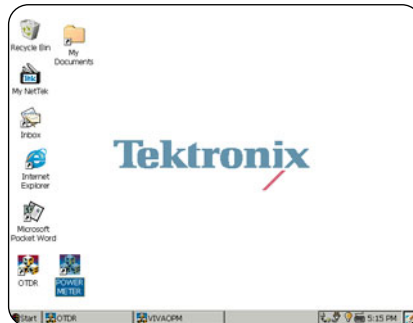 Recycle Bin
My
Documents
My NetTek
Inbox
Internet
Explorer
Microsoft
Pocket Word
OTDR
POWER
METER
Tektronix
Start
OTDR
VIVAOPM
5:15 PM